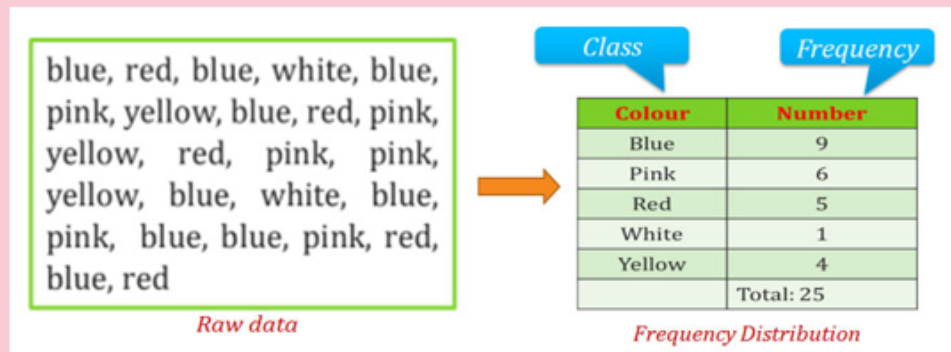 blue, red, blue, white, blue,
pink, yellow, blue, red, pink,
yellow, red, pink, pink,
yellow, blue, white, blue,
pink, blue, blue, pink, red,
blue, red
Raw data
Class
Frequency
Colour Number
Blue 9
Pink 6
Red 5
White 1
Yellow 4
Total: 25
Frequency Distribution